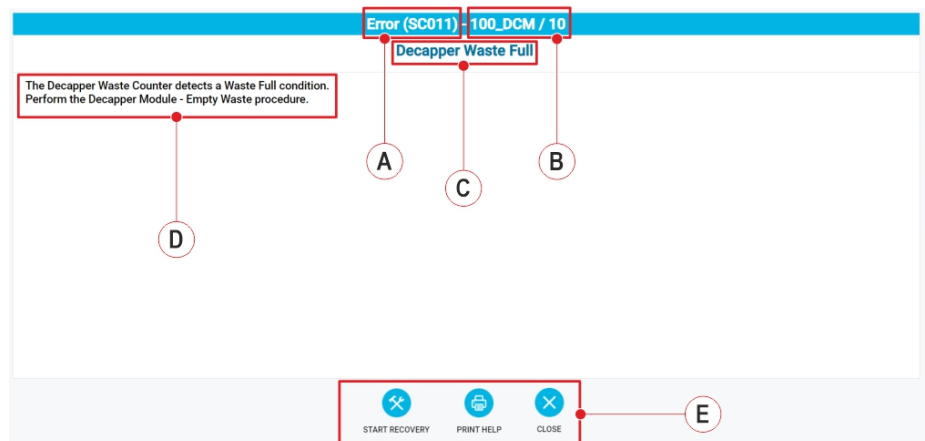 Error (SC011) - 100_DCM / 10
Decapper Waste Full
The Decapper Waste Counter detects a Waste Full condition.
Perform the Decapper Module - Empty Waste procedure.
A
B
C
D
START RECOVERY
PRINT HELP
CLOSE
E